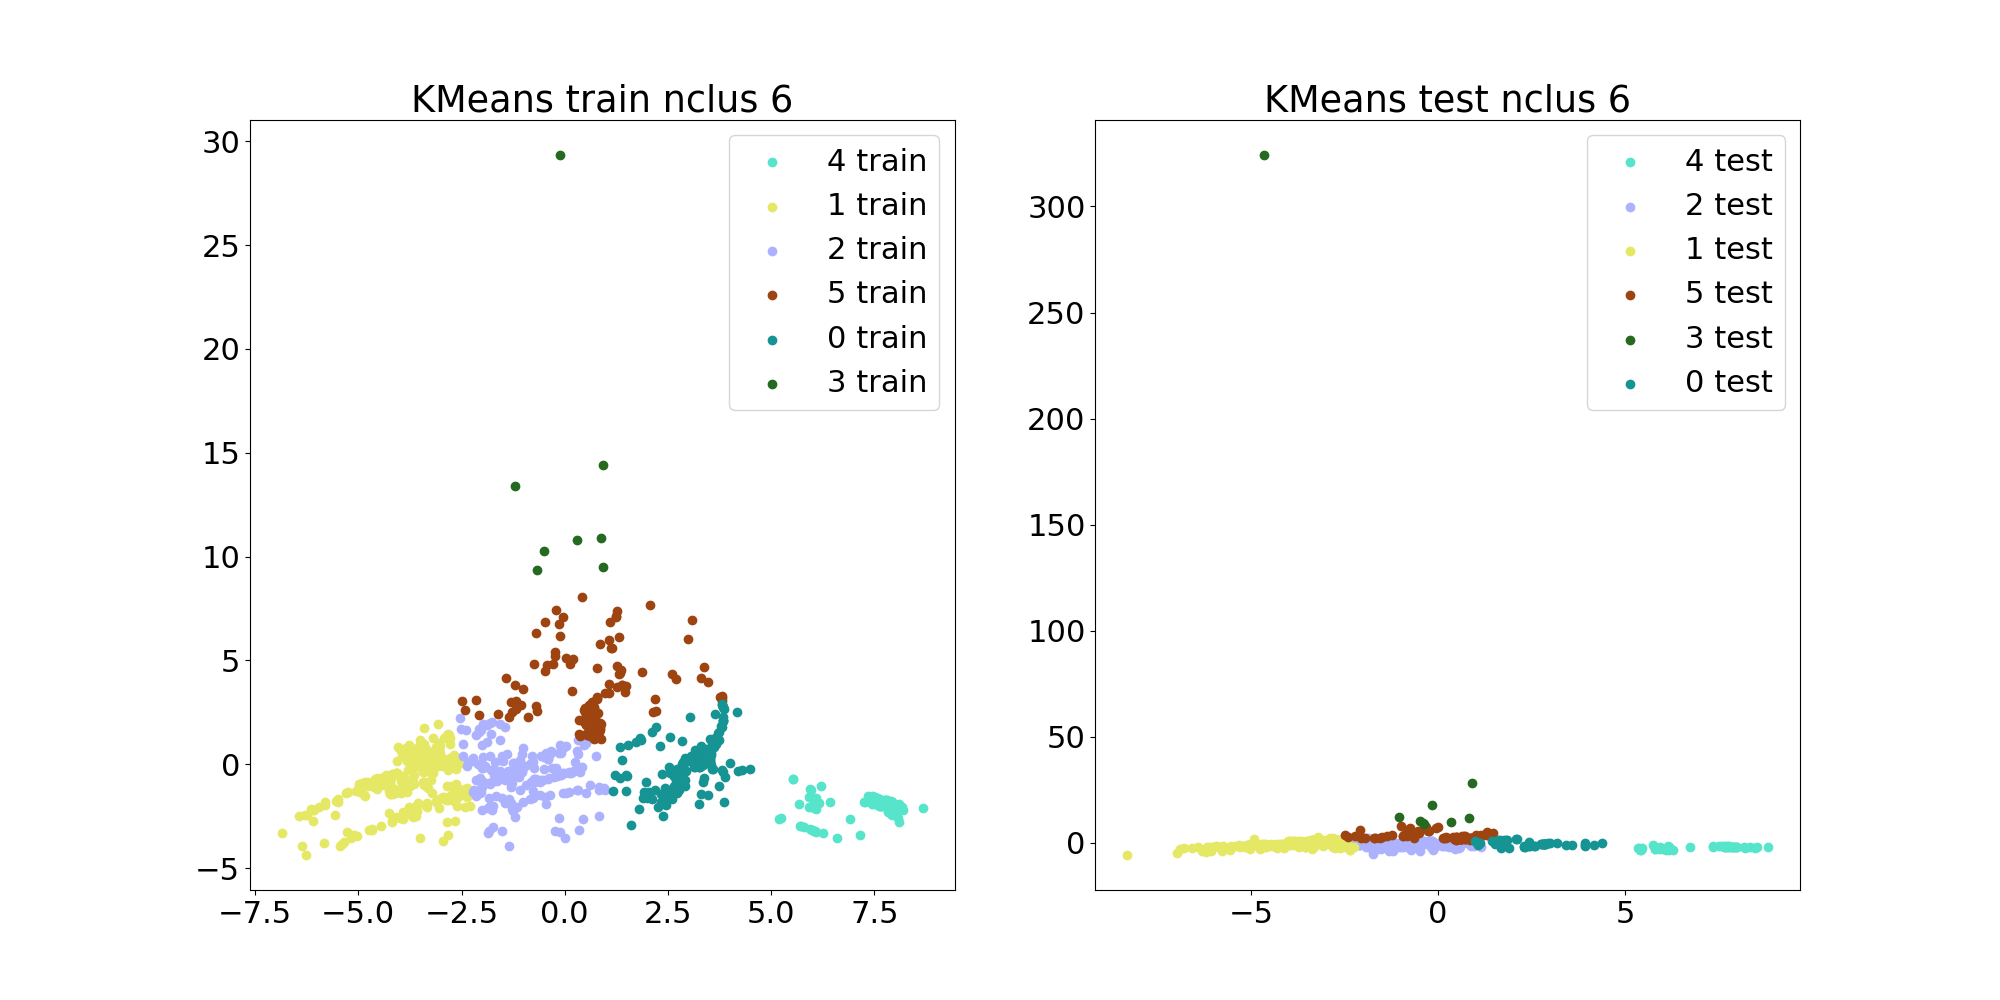 KMeans train nclus 6
30
25
20
15
10
5
0
−5
−7.5 −5.0 −2.5 0.0 2.5 5.0 7.5
4 train
1 train
2 train
5 train
0 train
3 train
KMeans test nclus 6
300
250
200
150
100
50
0
−5 0 5
4 test
2 test
1 test
5 test
3 test
0 test